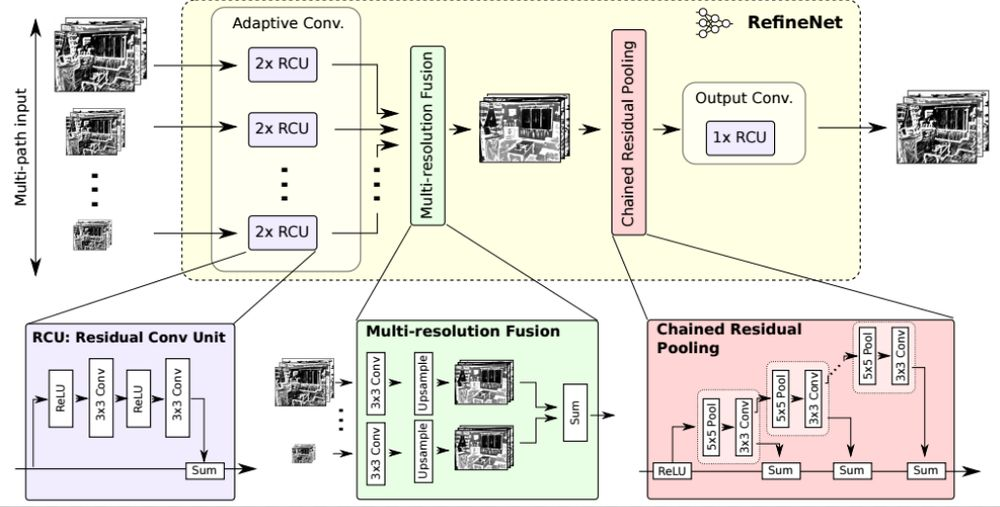 Multi-path input
Adaptive Conv.
2x RCU
2x RCU
2x RCU
Multi-resolution Fusion
Chained Residual Pooling
RefineNet
Output Conv.
1x RCU
RCU: Residual Conv Unit
ReLU
3x3 Conv
ReLU
3x3 Conv
Sum
Multi-resolution Fusion
3x3 Conv
Upsample
3x3 Conv
Upsample
Sum
Chained Residual
Pooling
ReLU
5x5 Pool
3x3 Conv
5x5 Pool
3x3 Conv
5x5 Pool
3x3 Conv
Sum
Sum
Sum